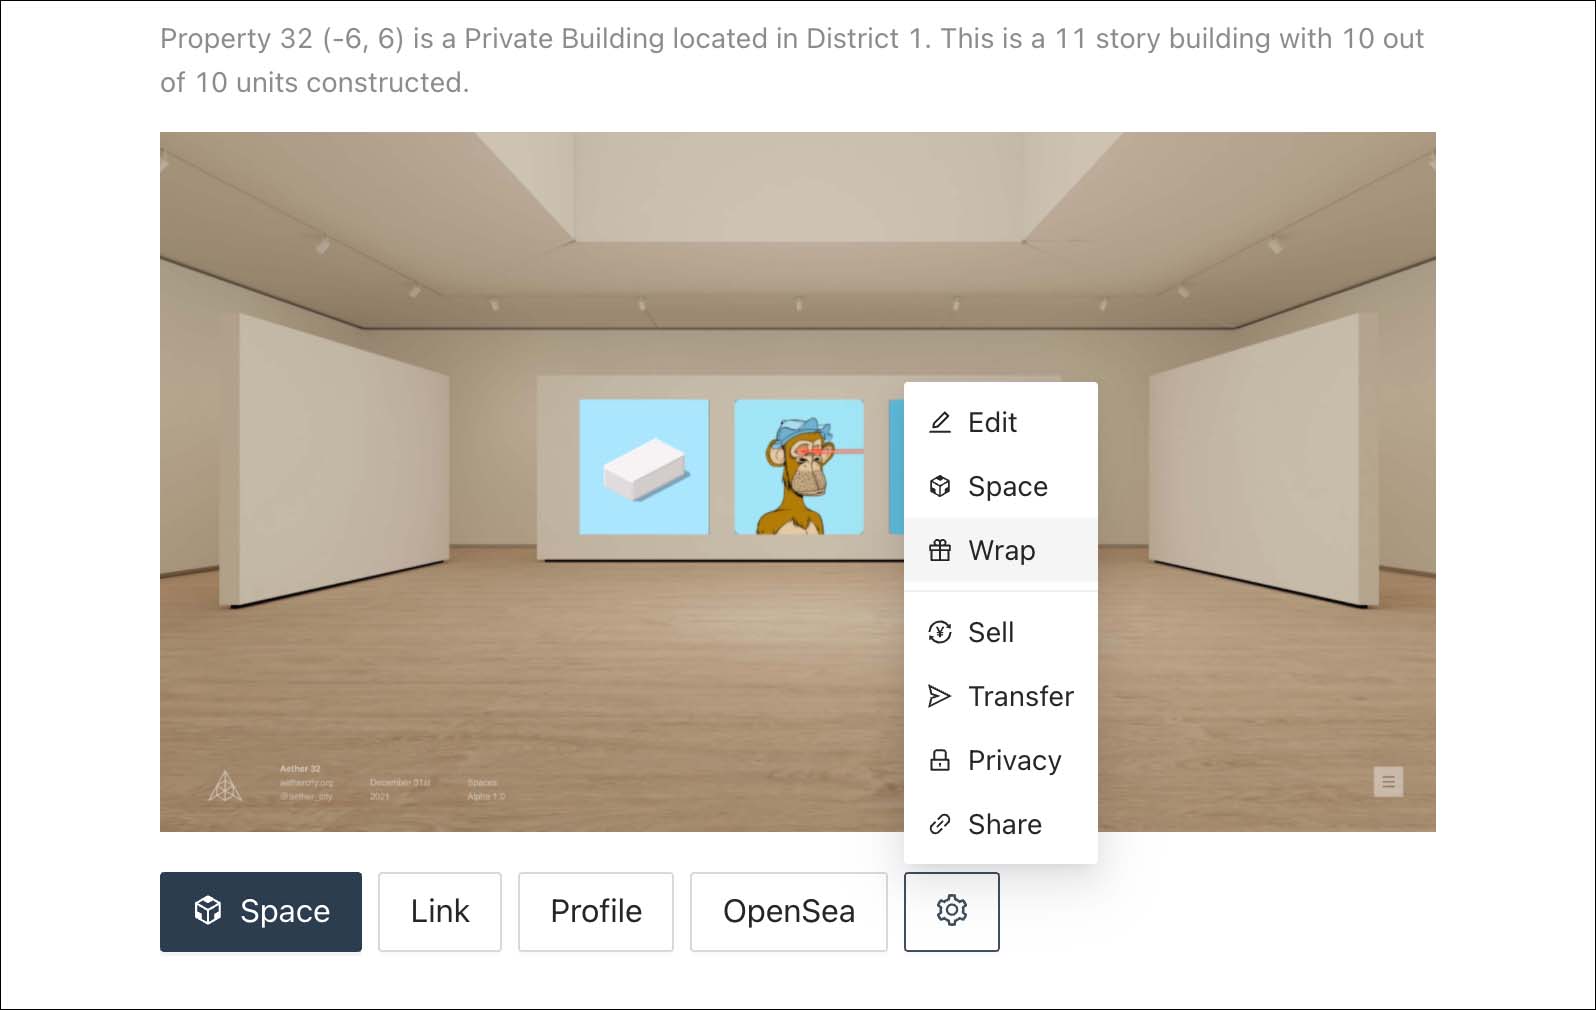 Property 32 (-6, 6) is a Private Building located in District 1. This is a 11 story building with 10 out
of 10 units constructed.
Edit
Space
Wrap
Sell
Transfer
Privacy
Share
Aether 32
aethercity.org
@aether_city
December 31st
2021
Spaces
Alpha 1.0
Space
Link
Profile
OpenSea